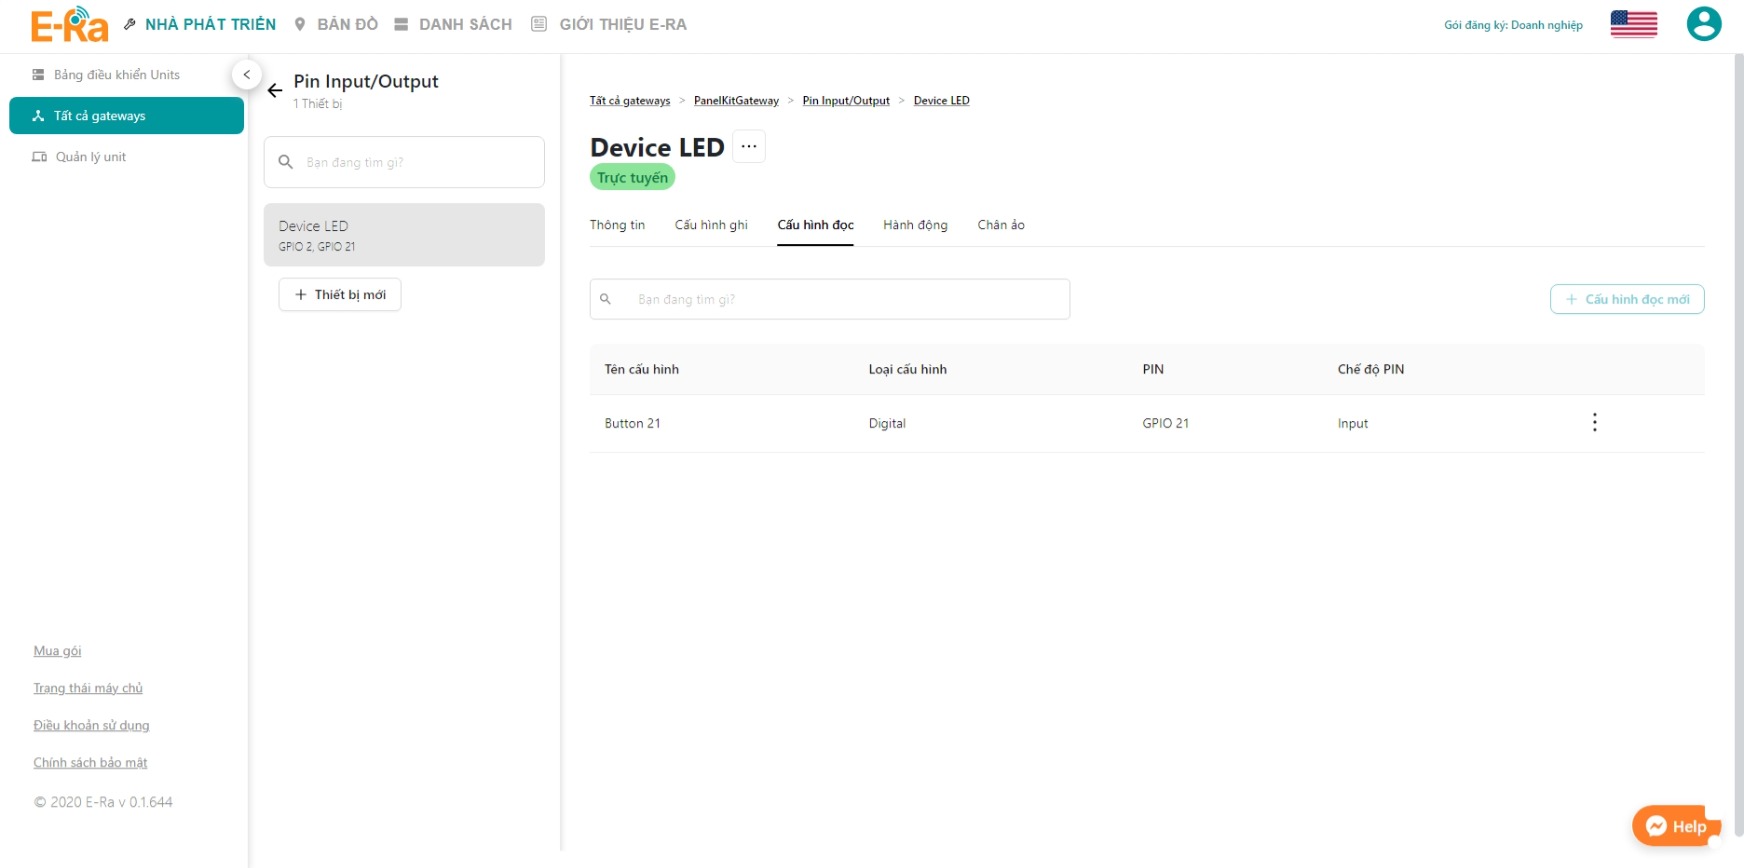 E-Ra
NHÀ PHÁT TRIỂN
BẢN ĐỒ
DANH SÁCH
GIỚI THIỆU E-RA
Gói đăng ký: Doanh nghiệp
Bảng điều khiển Units
Tất cả gateways
Quản lý unit
Mua gói
Trạng thái máy chủ
Điều khoản sử dụng
Chính sách bảo mật
© 2020 E-Ra v 0.1.644
Pin Input/Output
1 Thiết bị
Bạn đang tìm gì?
Device LED
GPIO 2, GPIO 21
+ Thiết bị mới
Tất cả gateways > PanelKitGateway > Pin Input/Output > Device LED
Device LED ...
Trực tuyến
Thông tin Cấu hình ghi Cấu hình đọc Hành động Chân ảo
Bạn đang tìm gì?
+ Cấu hình đọc mới
Tên cấu hình Loại cấu hình PIN Chế độ PIN
Button 21 Digital GPIO 21 Input
Help